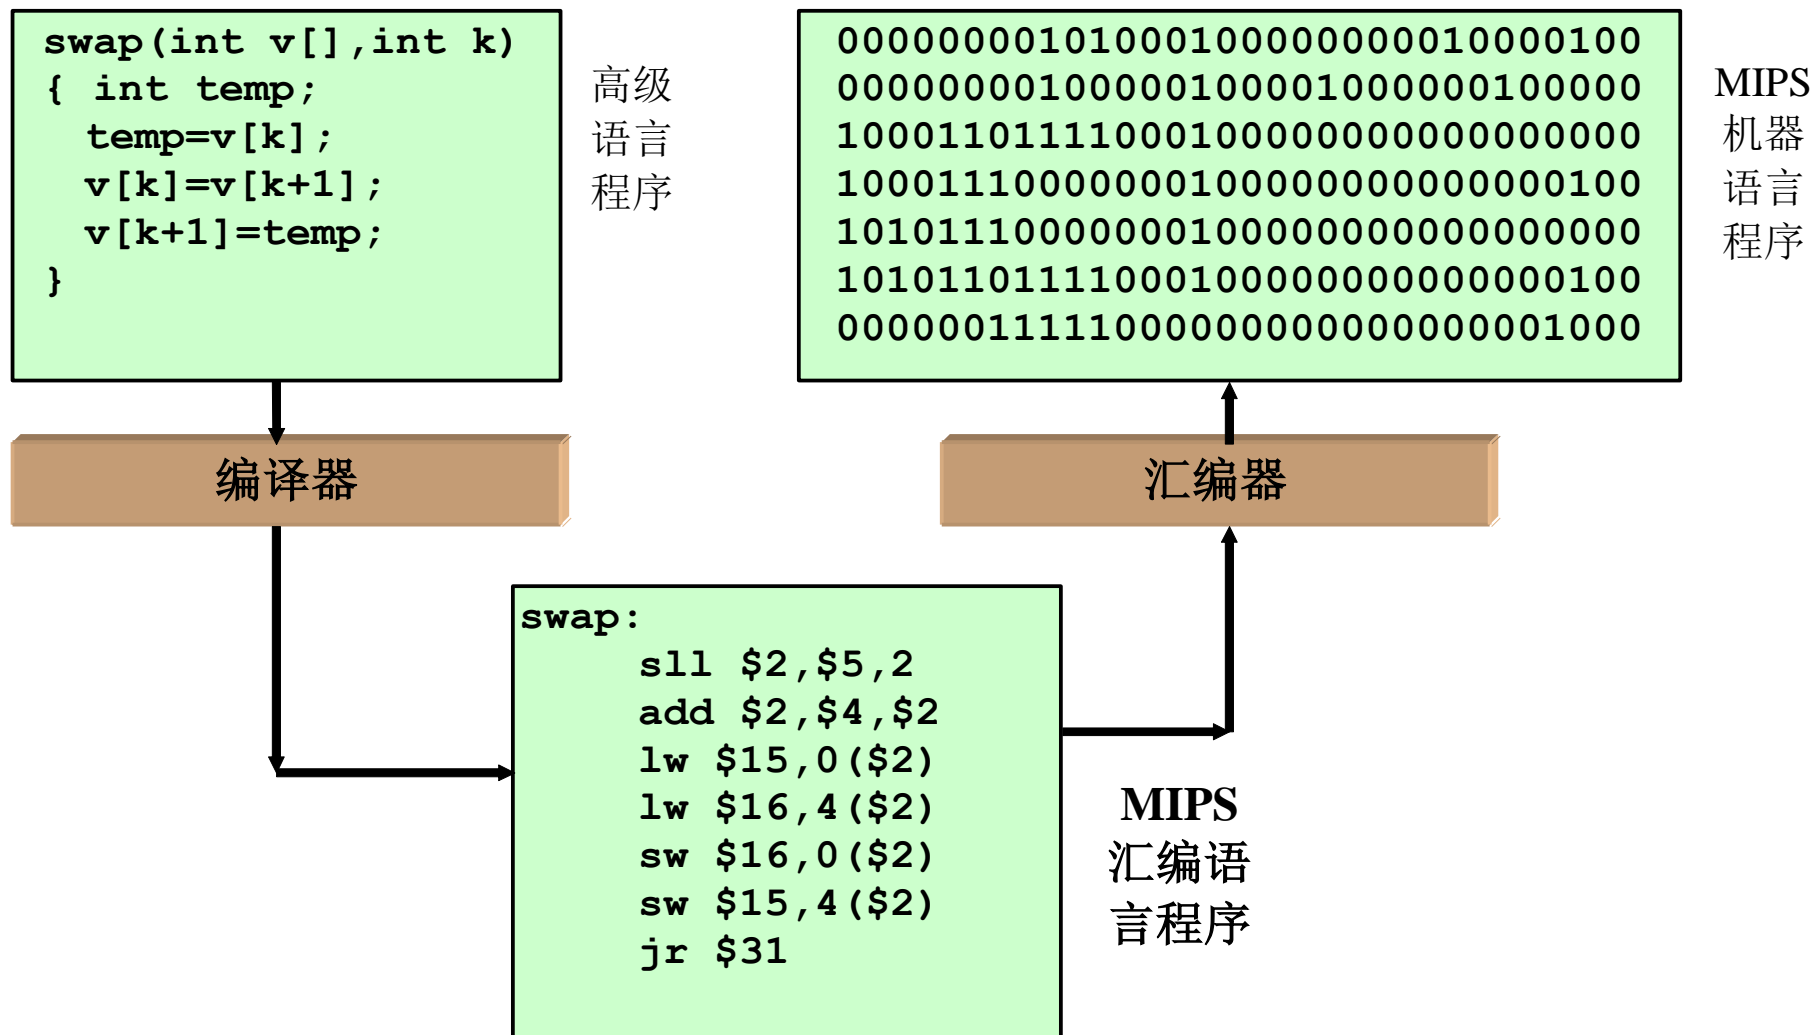 swap(int v[],int k)
{ int temp;
temp=v[k];
v[k]=v[k+1];
v[k+1]=temp;
}
高级
语言
程序
00000000101000100000000010000100
00000000100000100001000000100000
10001101111000100000000000000000
10001110000000100000000000000100
10101110000000100000000000000000
10101101111000100000000000000100
00000011111000000000000000001000
MIPS
机器
语言
程序
编译器
汇编器
swap:
sll $2,$5,2
add $2,$4,$2
lw $15,0($2)
lw $16,4($2)
sw $16,0($2)
sw $15,4($2)
jr $31
MIPS
汇编语
言程序